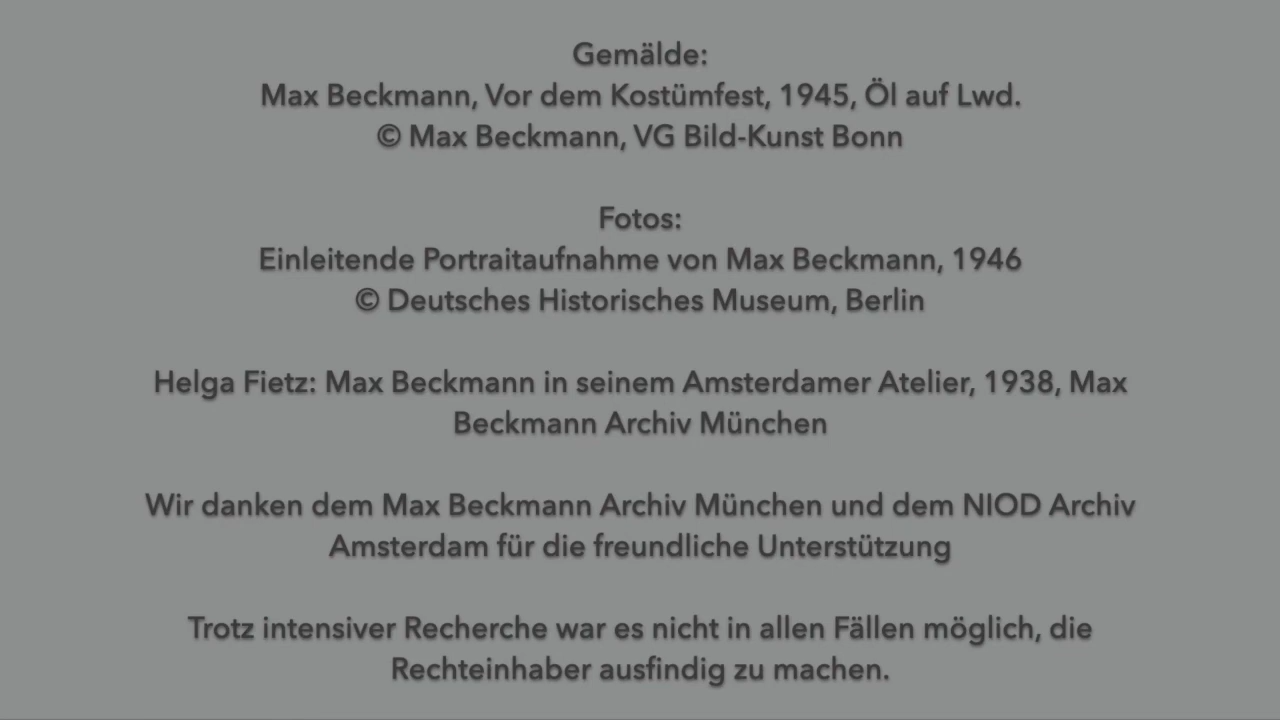 Gemälde:
Max Beckmann, Vor dem Kostümfest, 1945, Öl auf Lwd.
© Max Beckmann, VG Bild-Kunst Bonn
Fotos:
Einleitende Portraitaufnahme von Max Beckmann, 1946
© Deutsches Historisches Museum, Berlin
Helga Fietz: Max Beckmann in seinem Amsterdamer Atelier, 1938, Max
Beckmann Archiv München
Wir danken dem Max Beckmann Archiv München und dem NIOD Archiv
Amsterdam für die freundliche Unterstützung
Trotz intensiver Recherche war es nicht in allen Fällen möglich, die
Rechteinhaber ausfindig zu machen.